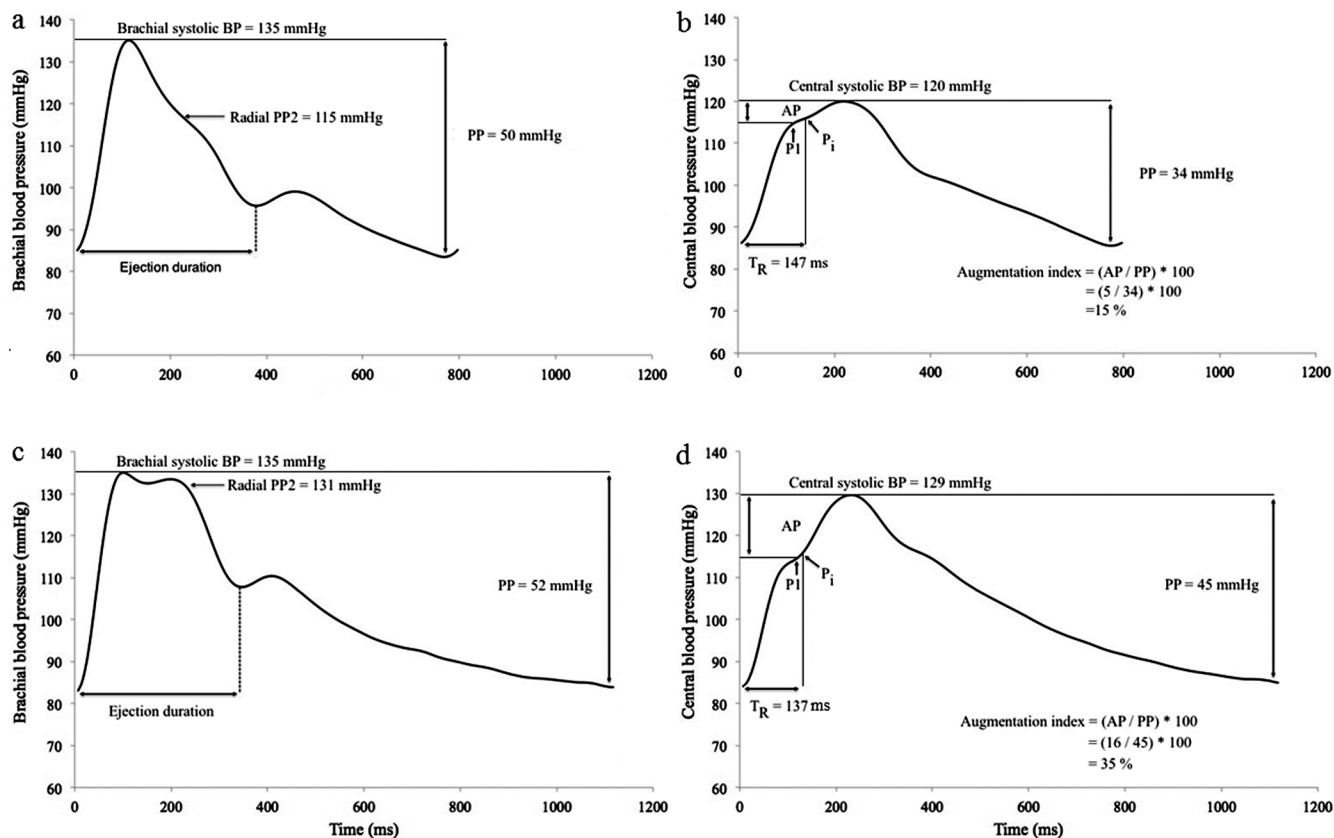 a
Brachial systolic BP = 135 mmHg
Radial PP2 = 115 mmHg
PP = 50 mmHg
Ejection duration
Brachial blood pressure (mmHg)
140
130
120
110
100
90
80
70
60
0
200
400
600
800
1000
1200
b
Central systolic BP = 120 mmHg
AP
P1
Pi
PP = 34 mmHg
TR = 147 ms
Augmentation index = (AP / PP) * 100
= (5 / 34) * 100
=15 %
Central blood pressure (mmHg)
140
130
120
110
100
90
80
70
60
0
200
400
600
800
1000
1200
c
Brachial systolic BP = 135 mmHg
Radial PP2 = 131 mmHg
PP = 52 mmHg
Ejection duration
Brachial blood pressure (mmHg)
140
130
120
110
100
90
80
70
60
0
200
400
600
800
1000
1200
Time (ms)
d
Central systolic BP = 129 mmHg
AP
P1
Pi
PP = 45 mmHg
TR = 137 ms
Augmentation index = (AP / PP) * 100
= (16 / 45) * 100
= 35 %
Central blood pressure (mmHg)
140
130
120
110
100
90
80
70
60
0
200
400
600
800
1000
1200
Time (ms)